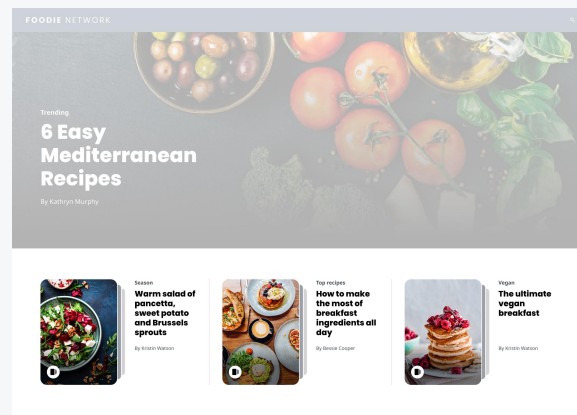 FOODIE NETWORK
Trending
6 Easy
Mediterranean
Recipes
By Kathryn Murphy
Season
Warm salad of
pancetta,
sweet potato
and Brussels
sprouts
By Kristin Watson
Top recipes
How to make
the most of
breakfast
ingredients all
day
By Bessie Cooper
Vegan
The ultimate
vegan
breakfast
By Kristin Watson